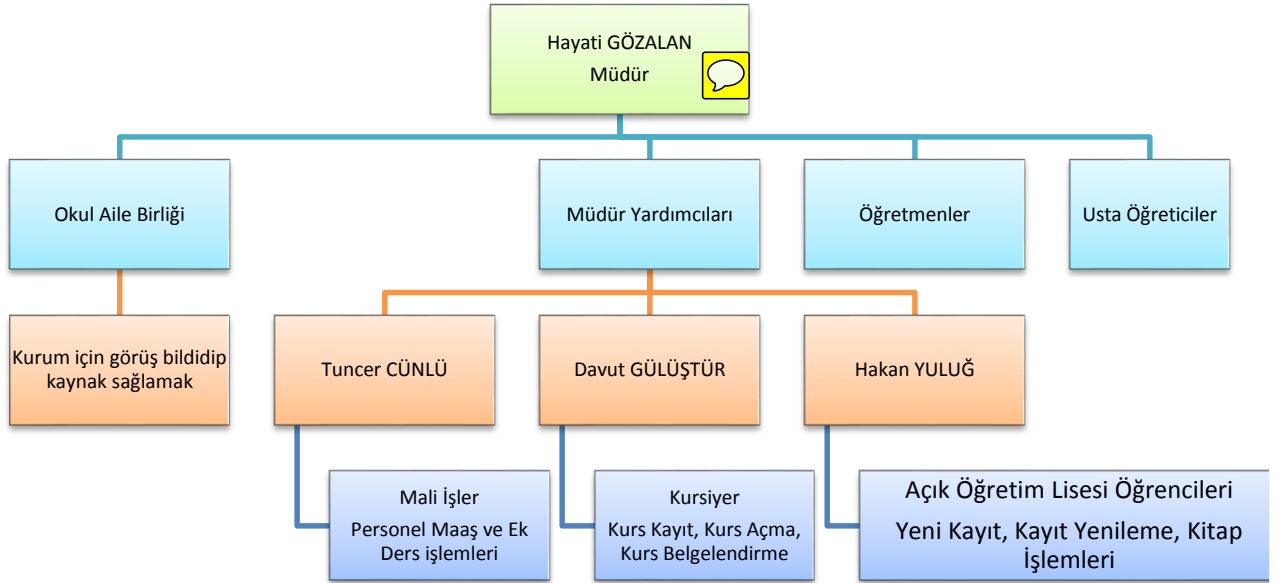 Hayati GÖZALAN
Müdür
Okul Aile Birliği
Müdür Yardımcıları
Öğretmenler
Usta Öğreticiler
Kurum için görüş bildidip
kaynak sağlamak
Tuncer CÜNLÜ
Davut GÜLÜŞTÜR
Hakan YULUĞ
Mali İşler
Personel Maaş ve Ek
Ders işlemleri
Kursiyer
Kurs Kayıt, Kurs Açma,
Kurs Belgelendirme
Açık Öğretim Lisesi Öğrencileri
Yeni Kayıt, Kayıt Yenileme, Kitap
İşlemleri